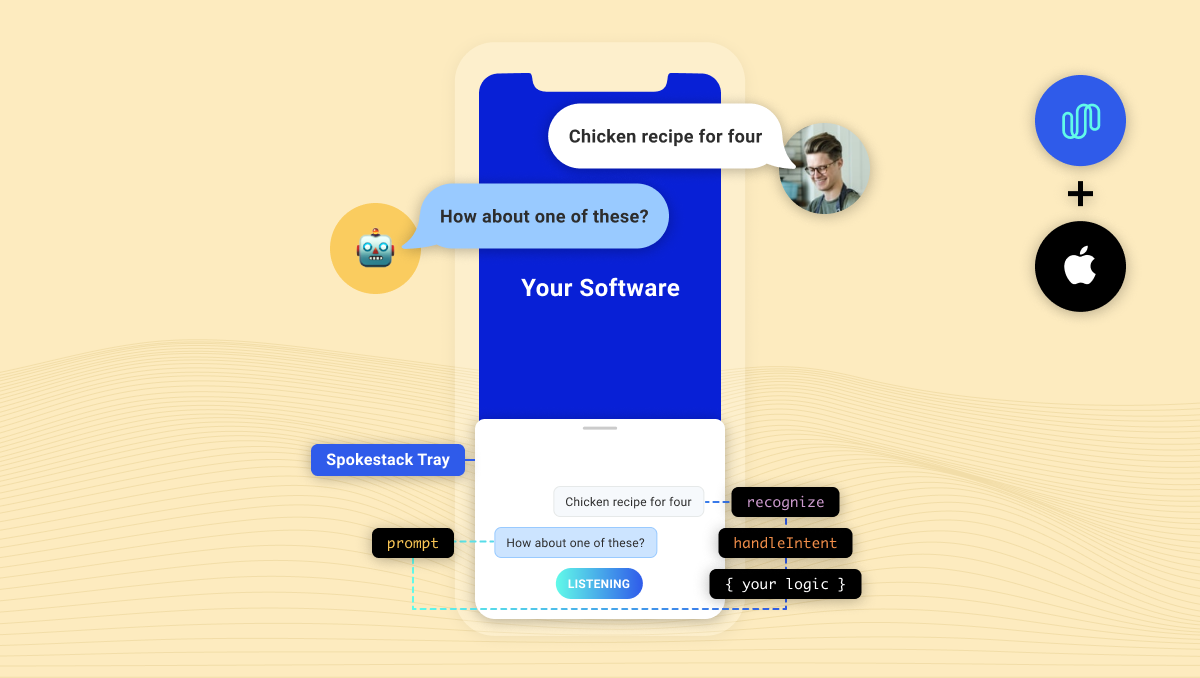 Chicken recipe for four
How about one of these?
Your Software
Spokestack Tray
Chicken recipe for four
recognize
prompt
How about one of these?
handleIntent
LISTENING
{ your logic }